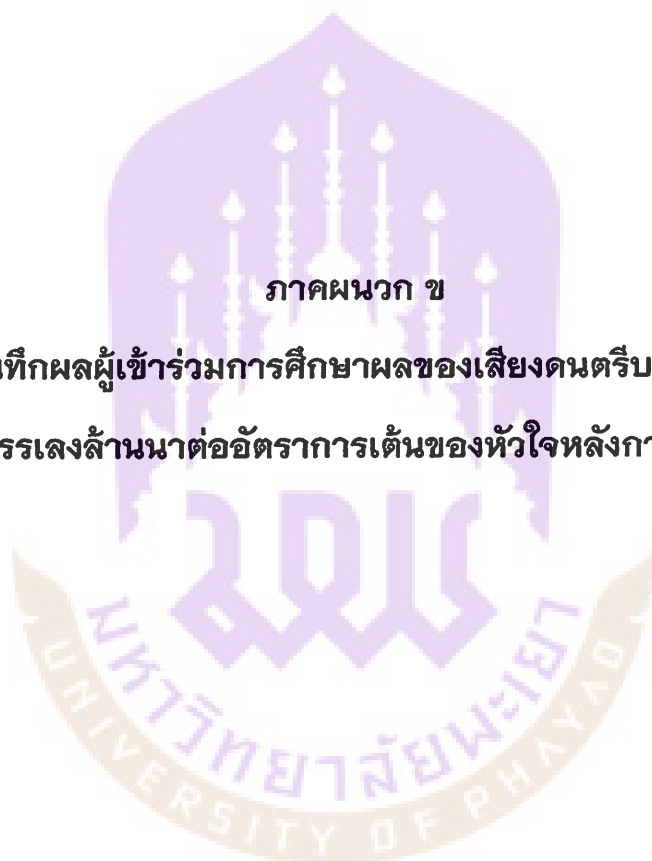 ภาคผนวก ข
นทึกผลผู้เข้าร่วมการศึกษาผลของเสียงดนตรีบ
รรเลงล้านนาต่ออัตราการเต้นของหัวใจหลังกา
มหาวิทยาลัยพะเยา
UNIVERSITY OF PHAYAO